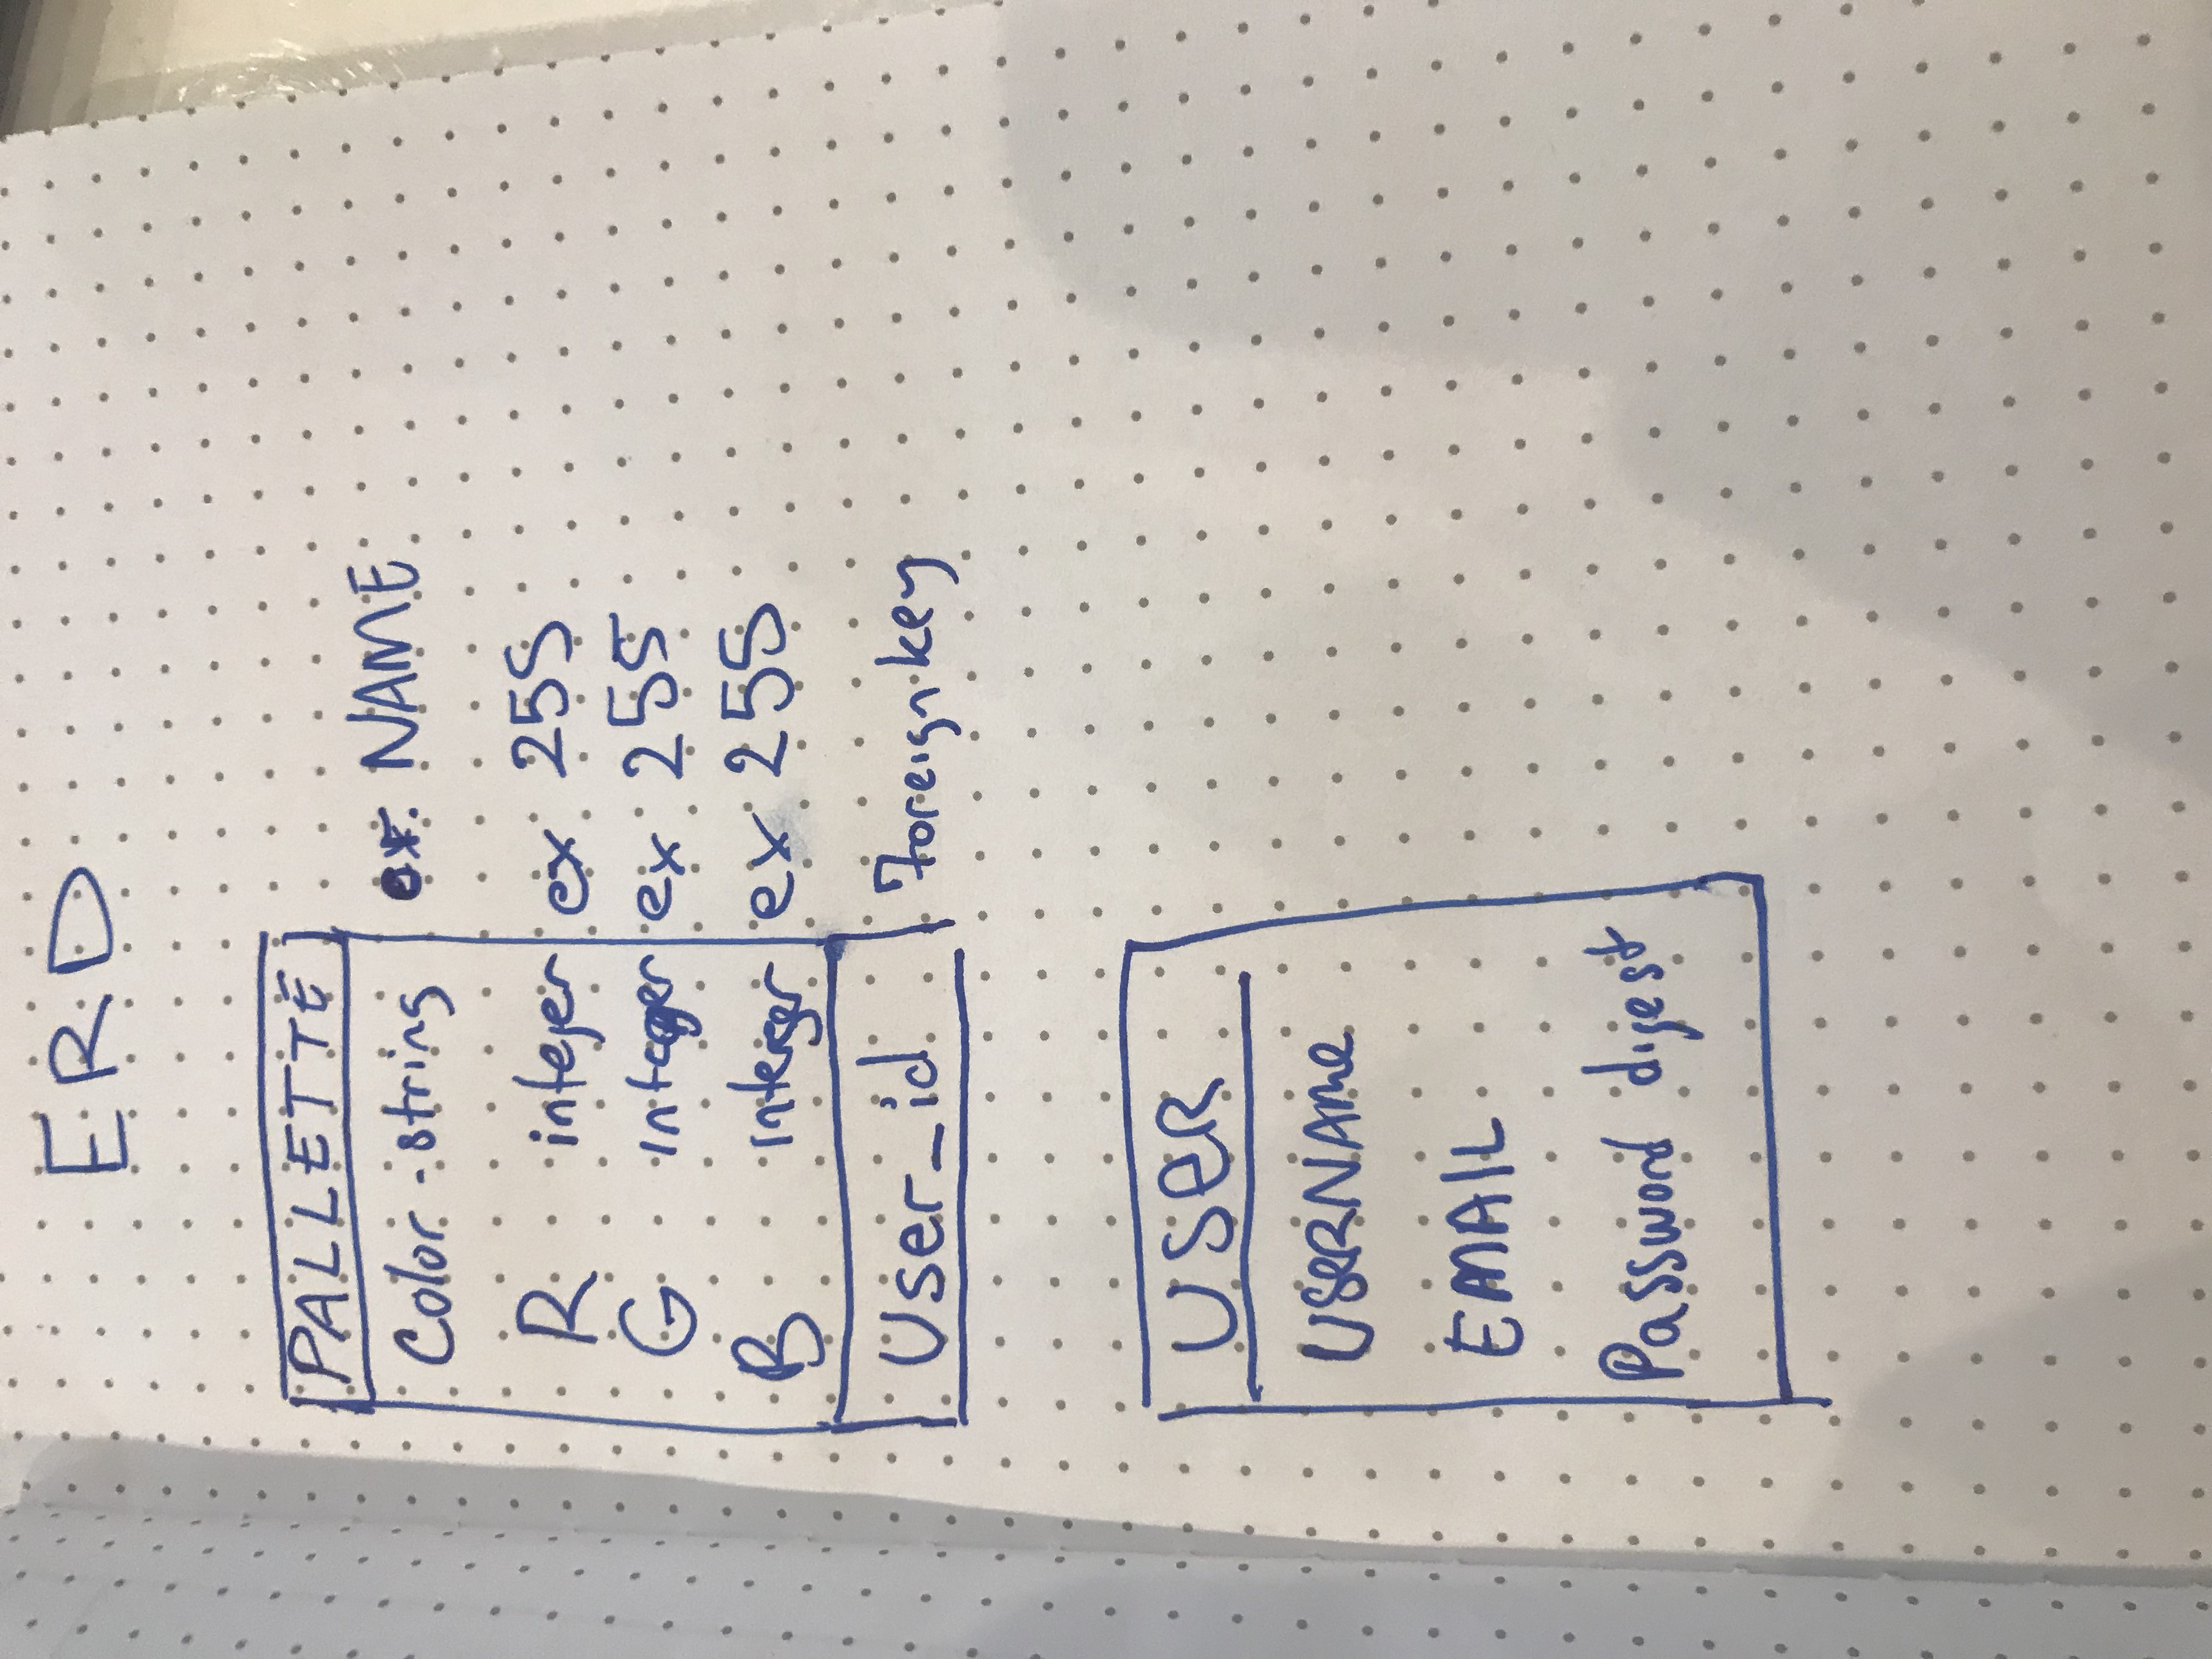 ERD
PALLETTE
Color - string ex. NAME
R integer ex 255
G integer ex 255
B integer ex 255
User_id Foreign key
USeR
USeRNAme
EMAIL
Password digest